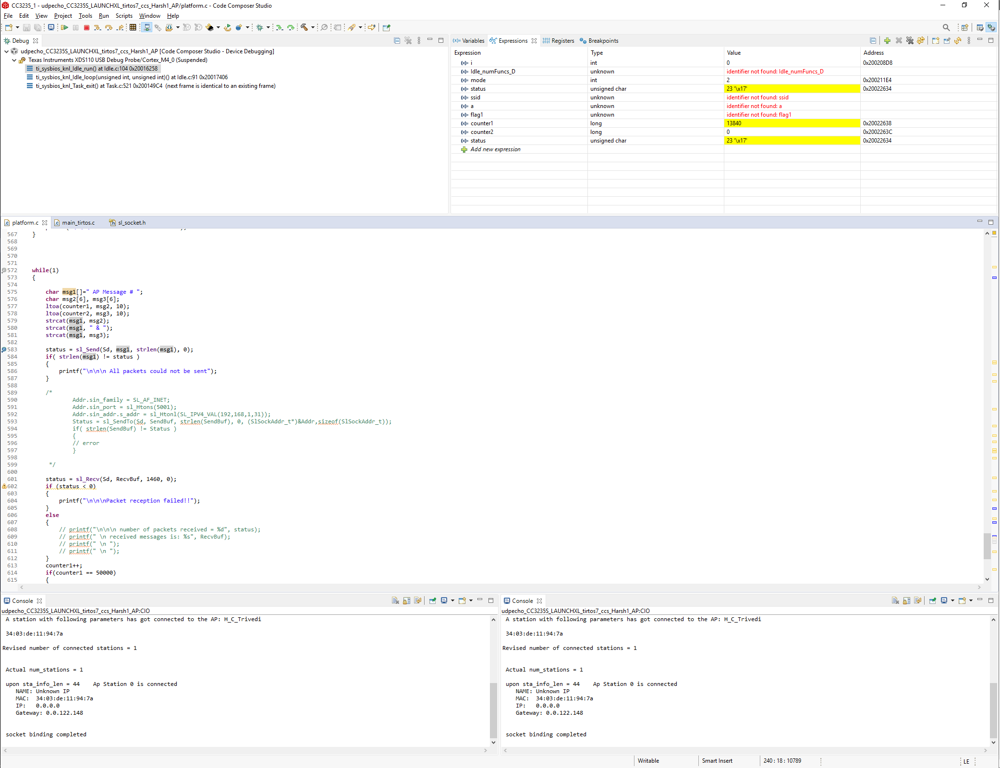 CC3235_1 - udpecho_CC3235S_LAUNCHXL_tirtos7_ccs_Harsh1_AP/platform.c - Code Composer Studio
File Edit View Project Tools Run Scripts Window Help
Debug
udpecho_CC3235S_LAUNCHXL_tirtos7_ccs_Harsh1_AP [Code Composer Studio - Device Debugging]
Texas Instruments XDS110 USB Debug Probe/Cortex_M4_0 (Suspended)
ti_sysbios_knl_Idle_run() at Idle.c:104 0x20016258
ti_sysbios_knl_Idle_loop(unsigned int, unsigned int)() at Idle.c:91 0x20017406
ti_sysbios_knl_Task_exit() at Task.c:521 0x200149C4 (next frame is identical to an existing frame)
(x)= Variables Expressions 1010 0101 Registers Breakpoints
Expression Type Value Address
(x)= i int 0 0x200208D8
(x)= Idle_numFuncs_D unknown identifier not found: Idle_numFuncs_D
(x)= mode int 2 0x200211E4
(x)= status unsigned char 23 '\x17' 0x20022634
(x)= ssid unknown identifier not found: ssid
(x)= a unknown identifier not found: a
(x)= flag1 unknown identifier not found: flag1
(x)= counter1 long 13840 0x20022638
(x)= counter2 long 0 0x2002263C
(x)= status unsigned char 23 '\x17' 0x20022634
Add new expression
platform.c main_tirtos.c sl_socket.h
567 }
568
569
570
571
572 while(1)
573 {
574
575 char msg1[]=" AP Message # ";
576 char msg2[6], msg3[6];
577 ltoa(counter1, msg2, 10);
578 ltoa(counter2, msg3, 10);
579 strcat(msg1, msg2);
580 strcat(msg1, " & ");
581 strcat(msg1, msg3);
582
583 status = sl_Send(Sd, msg1, strlen(msg1), 0);
584 if( strlen(msg1) != status )
585 {
586 printf("\n\n\n All packets could not be sent");
587 }
588
589 /*
590 Addr.sin_family = SL_AF_INET;
591 Addr.sin_port = sl_Htons(5001);
592 Addr.sin_addr.s_addr = sl_Htonl(SL_IPV4_VAL(192,168,1,31));
593 Status = sl_SendTo(Sd, SendBuf, strlen(SendBuf), 0, (SlSockAddr_t*)&Addr,sizeof(SlSockAddr_t));
594 if( strlen(SendBuf) != Status )
595 {
596 // error
597 }
598
599 */
600
601 status = sl_Recv(Sd, RecvBuf, 1460, 0);
602 if (status < 0)
603 {
604 printf("\n\n\nPacket reception failed!!");
605 }
606 else
607 {
608 // printf("\n\n\n number of packets received = %d", status);
609 // printf(" \n received messages is: %s", RecvBuf);
610 // printf(" \n ");
611 // printf(" \n ");
612 }
613 counter1++;
614 if(counter1 == 50000)
615 {
Console
udpecho_CC3235S_LAUNCHXL_tirtos7_ccs_Harsh1_AP:CIO
A station with following parameters has got connected to the AP: H_C_Trivedi
34:03:de:11:94:7a
Revised number of connected stations = 1
Actual num_stations = 1
upon sta_info_len = 44 Ap Station 0 is connected
NAME: Unknown IP
MAC: 34:03:de:11:94:7a
IP: 0.0.0.0
Gateway: 0.0.122.148
socket binding completed
Console
udpecho_CC3235S_LAUNCHXL_tirtos7_ccs_Harsh1_AP:CIO
A station with following parameters has got connected to the AP: H_C_Trivedi
34:03:de:11:94:7a
Revised number of connected stations = 1
Actual num_stations = 1
upon sta_info_len = 44 Ap Station 0 is connected
NAME: Unknown IP
MAC: 34:03:de:11:94:7a
IP: 0.0.0.0
Gateway: 0.0.122.148
socket binding completed
Writable Smart Insert 240 : 18 : 10789 LE